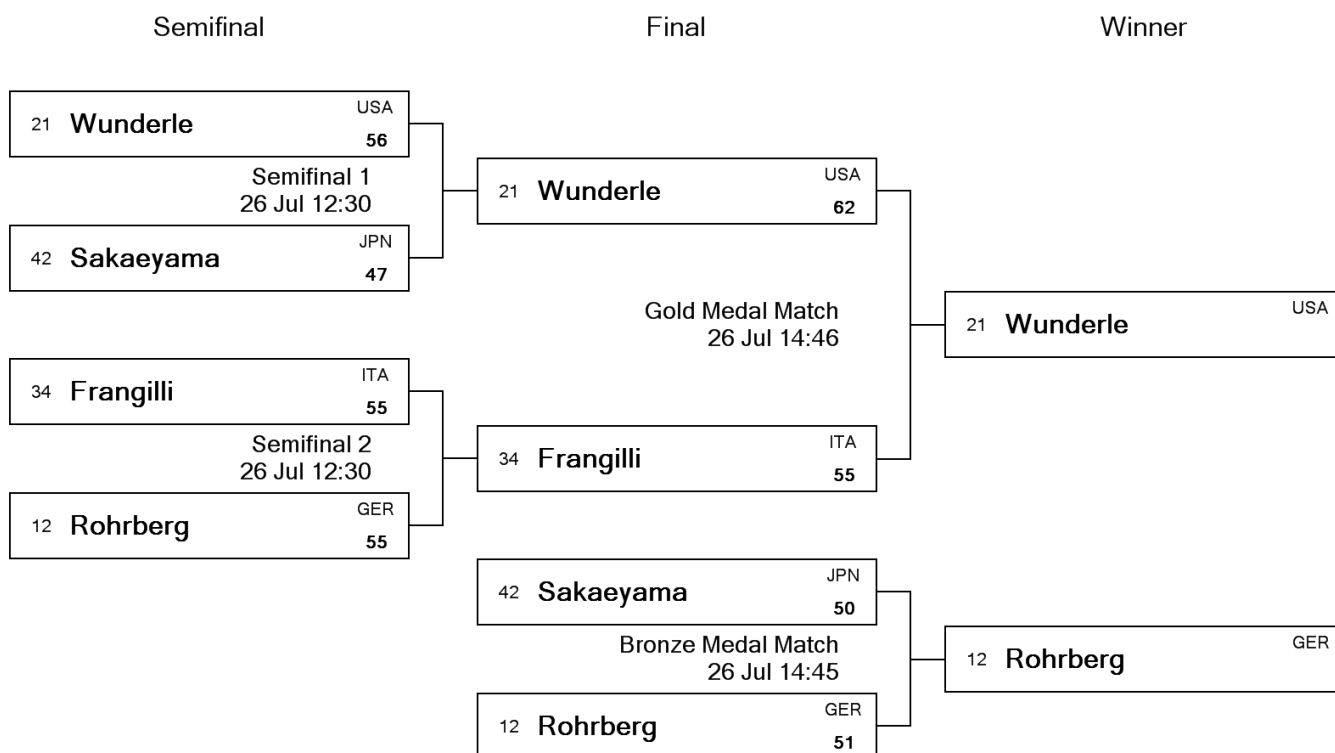 Semifinal Final Winner
21 Wunderle USA 56
Semifinal 1
26 Jul 12:30
42 Sakaeyama JPN 47
34 Frangilli ITA 55
Semifinal 2
26 Jul 12:30
12 Rohrberg GER 55
21 Wunderle USA 62
Gold Medal Match
26 Jul 14:46
34 Frangilli ITA 55
42 Sakaeyama JPN 50
Bronze Medal Match
26 Jul 14:45
12 Rohrberg GER 51
21 Wunderle USA
12 Rohrberg GER